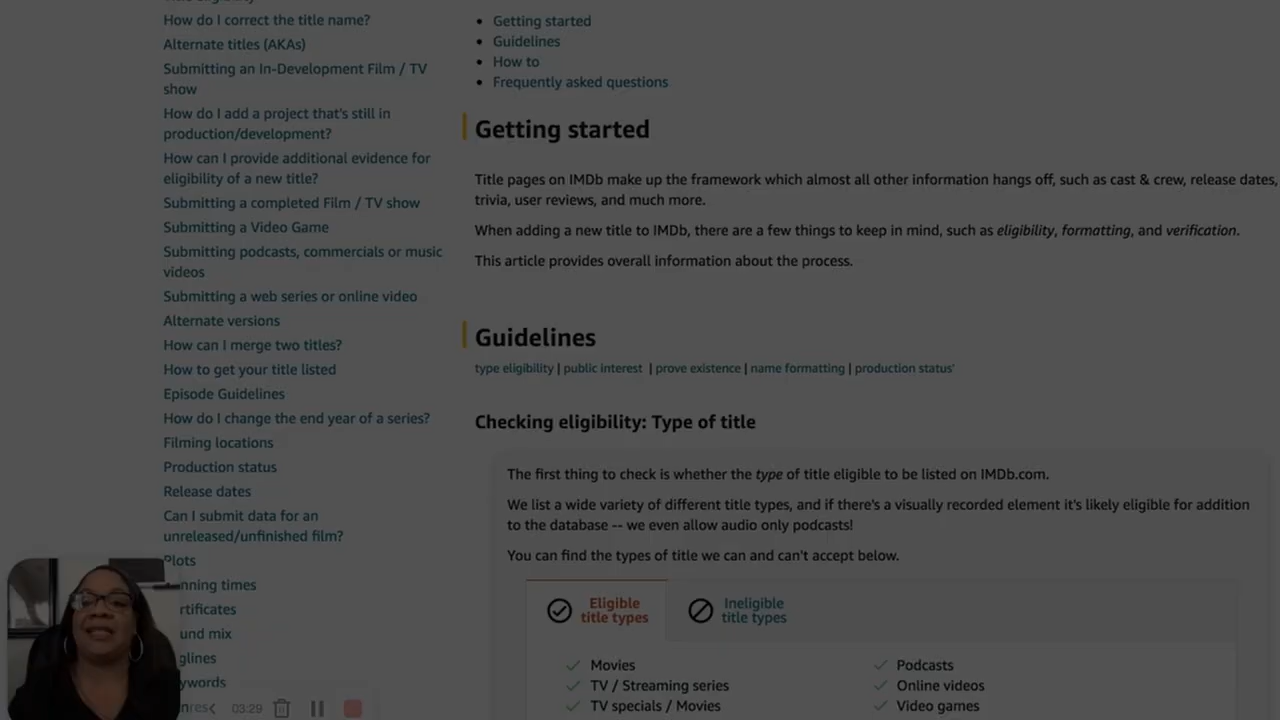 How do I correct the title name?
Alternate titles (AKAs)
Submitting an In-Development Film / TV
show
How do I add a project that's still in
production/development?
How can I provide additional evidence for
eligibility of a new title?
Submitting a completed Film / TV show
Submitting a Video Game
Submitting podcasts, commercials or music
videos
Submitting a web series or online video
Alternate versions
How can I merge two titles?
How to get your title listed
Episode Guidelines
How do I change the end year of a series?
Filming locations
Production status
Release dates
Can I submit data for an
unreleased/unfinished film?
Plots
nning times
rtificates
und mix
glines
ywords
nres
03:29
Getting started
Guidelines
How to
Frequently asked questions
Getting started
Title pages on IMDb make up the framework which almost all other information hangs off, such as cast & crew, release dates,
trivia, user reviews, and much more.
When adding a new title to IMDb, there are a few things to keep in mind, such as eligibility, formatting, and verification.
This article provides overall information about the process.
Guidelines
type eligibility | public interest | prove existence | name formatting | production status'
Checking eligibility: Type of title
The first thing to check is whether the type of title eligible to be listed on IMDb.com.
We list a wide variety of different title types, and if there's a visually recorded element it's likely eligible for addition
to the database -- we even allow audio only podcasts!
You can find the types of title we can and can't accept below.
Eligible
title types
Ineligible
title types
Movies
TV / Streaming series
TV specials / Movies
Podcasts
Online videos
Video games